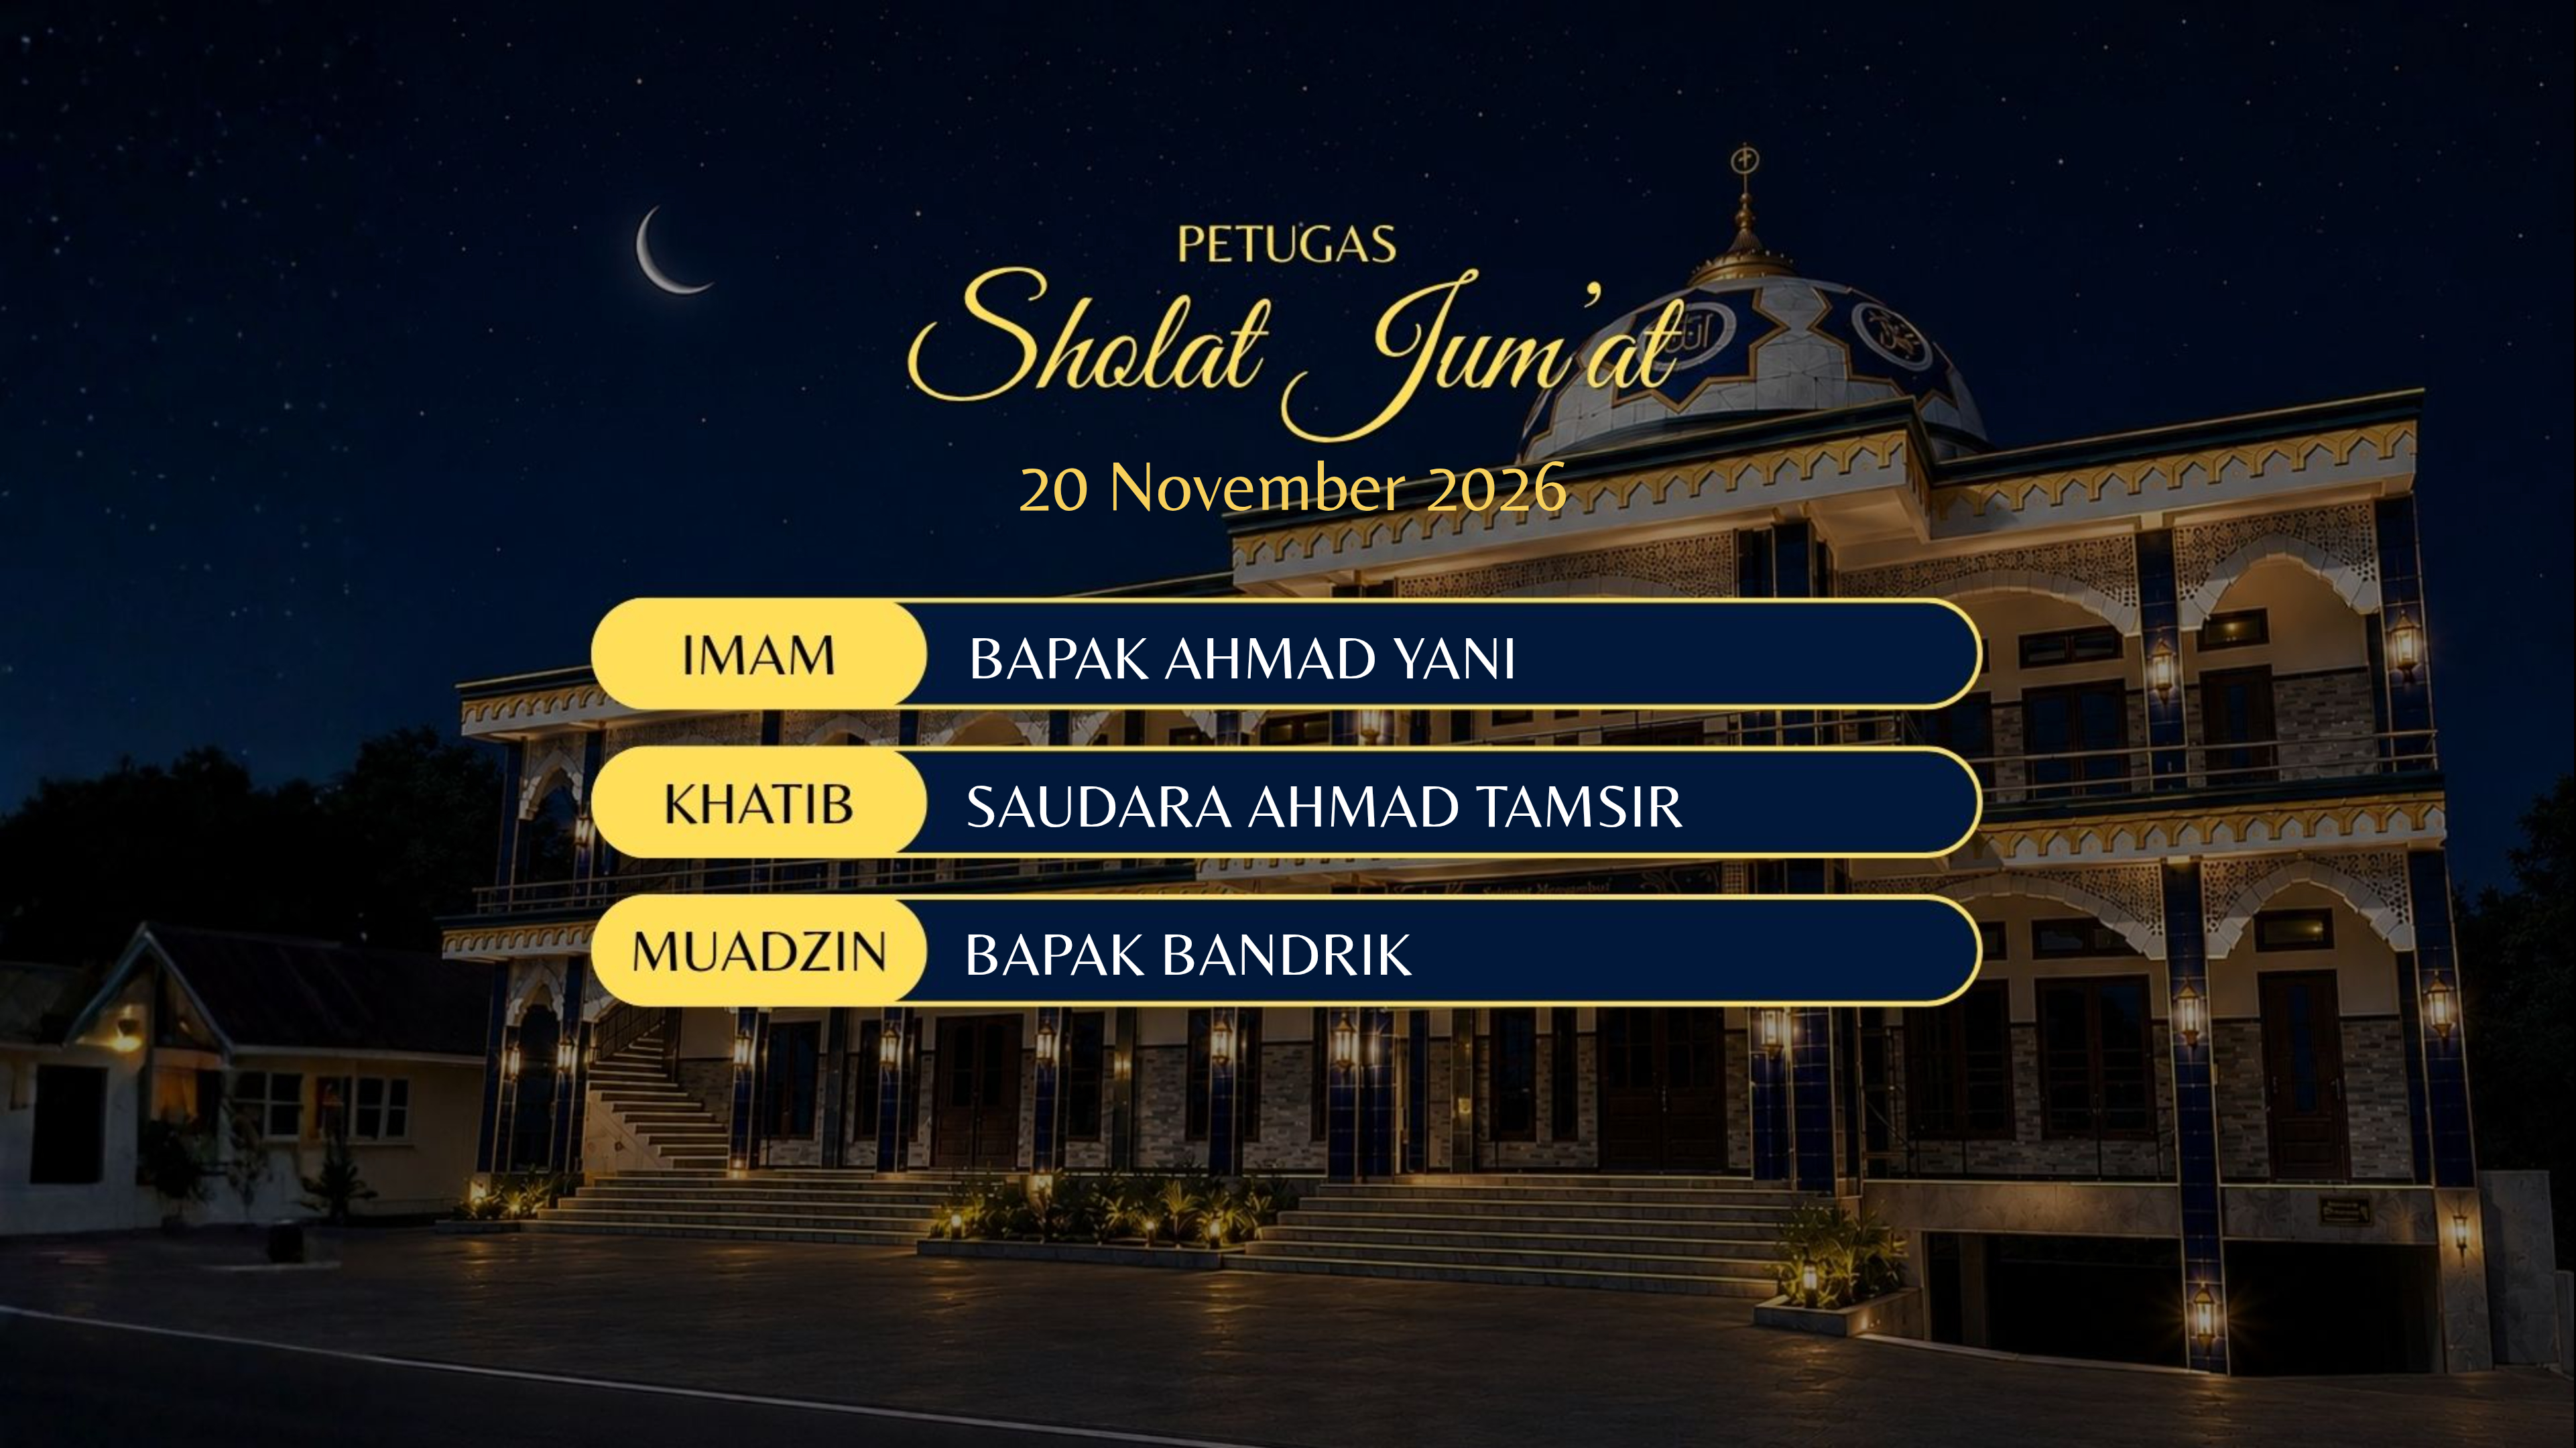 PETUGAS
Sholat Jum'at
20 November 2026
IMAM
BAPAK AHMAD YANI
KHATIB
SAUDARA AHMAD TAMSIR
MUADZIN
BAPAK BANDRIK